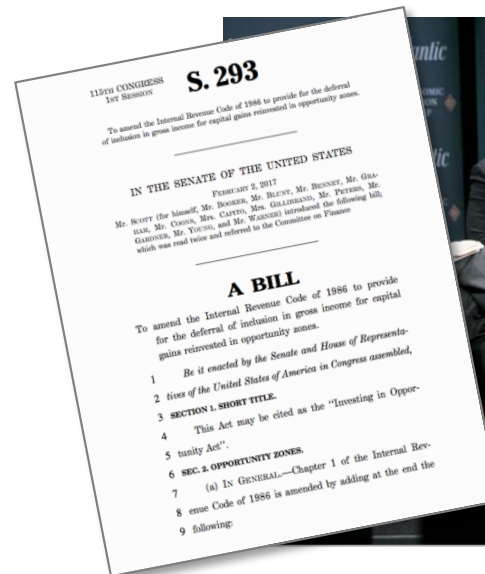 antic
115TH CONGRESS
1ST SESSION
S. 293
To amend the Internal Revenue Code of 1986 to provide for the deferral
of inclusion in gross income for capital gains reinvested in opportunity zones.
IN THE SENATE OF THE UNITED STATES
FEBRUARY 2, 2017
Mr. SCOTT (for himself, Mr. BOOKER, Mr. BLUNT, Mr. BENNET, Mr. GRA-
HAM, Mr. COONS, Mrs. CAPITO, Mrs. GILLIBRAND, Mr. PETERS, Mr.
GARDNER, Mr. YOUNG, and Mr. WARNER) introduced the following bill;
which was read twice and referred to the Committee on Finance
A BILL
To amend the Internal Revenue Code of 1986 to provide
for the deferral of inclusion in gross income for capital
gains reinvested in opportunity zones.
1 Be it enacted by the Senate and House of Representa-
2 tives of the United States of America in Congress assembled,
3 SECTION 1. SHORT TITLE.
4 This Act may be cited as the “Investing in Oppor-
5 tunity Act”.
6 SEC. 2. OPPORTUNITY ZONES.
7 (a) IN GENERAL.—Chapter 1 of the Internal Rev-
8 enue Code of 1986 is amended by adding at the end the
9 following: